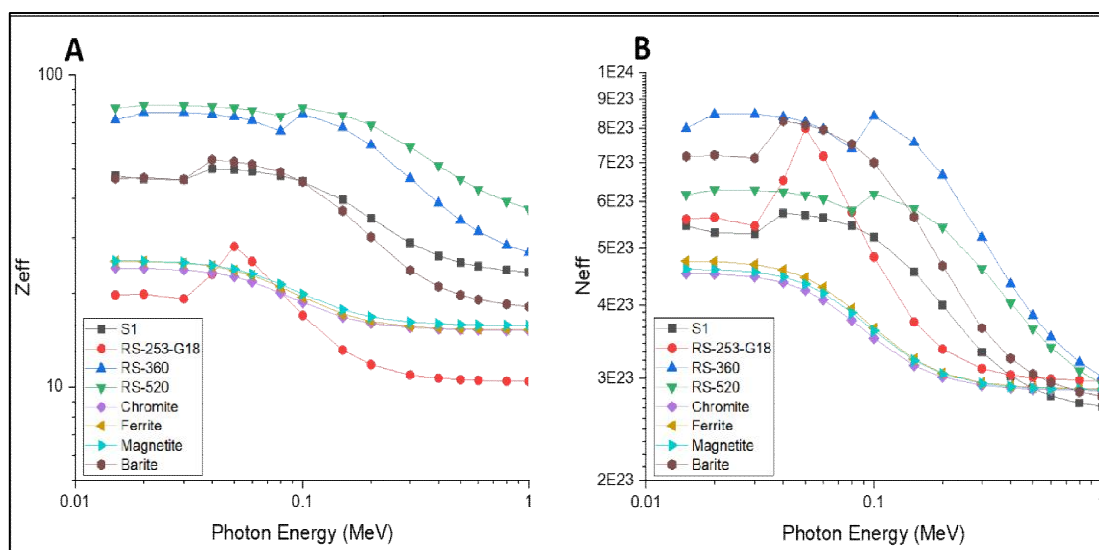 A
100
10
Zeff
S1
RS-253-G18
RS-360
RS-520
Chromite
Ferrite
Magnetite
Barite
0.01
0.1
1
Photon Energy (MeV)
B
1E24
9E23
8E23
7E23
6E23
5E23
4E23
3E23
2E23
Neff
S1
RS-253-G18
RS-360
RS-520
Chromite
Ferrite
Magnetite
Barite
0.01
0.1
1
Photon Energy (MeV)